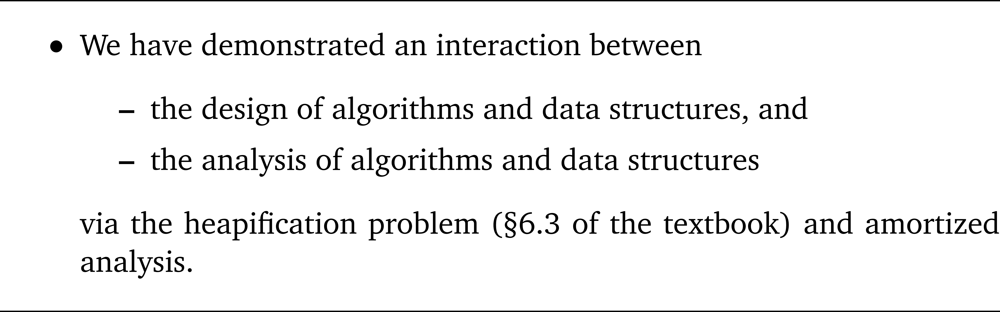 • We have demonstrated an interaction between
– the design of algorithms and data structures, and
– the analysis of algorithms and data structures
via the heapification problem (§6.3 of the textbook) and amortized
analysis.